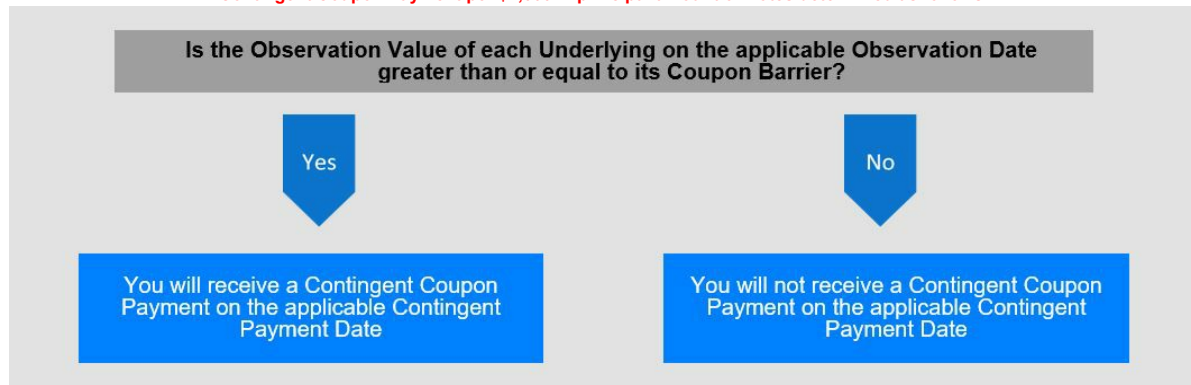 Is the Observation Value of each Underlying on the applicable Observation Date
greater than or equal to its Coupon Barrier?
Yes
No
You will receive a Contingent Coupon
Payment on the applicable Contingent
Payment Date
You will not receive a Contingent Coupon
Payment on the applicable Contingent
Payment Date